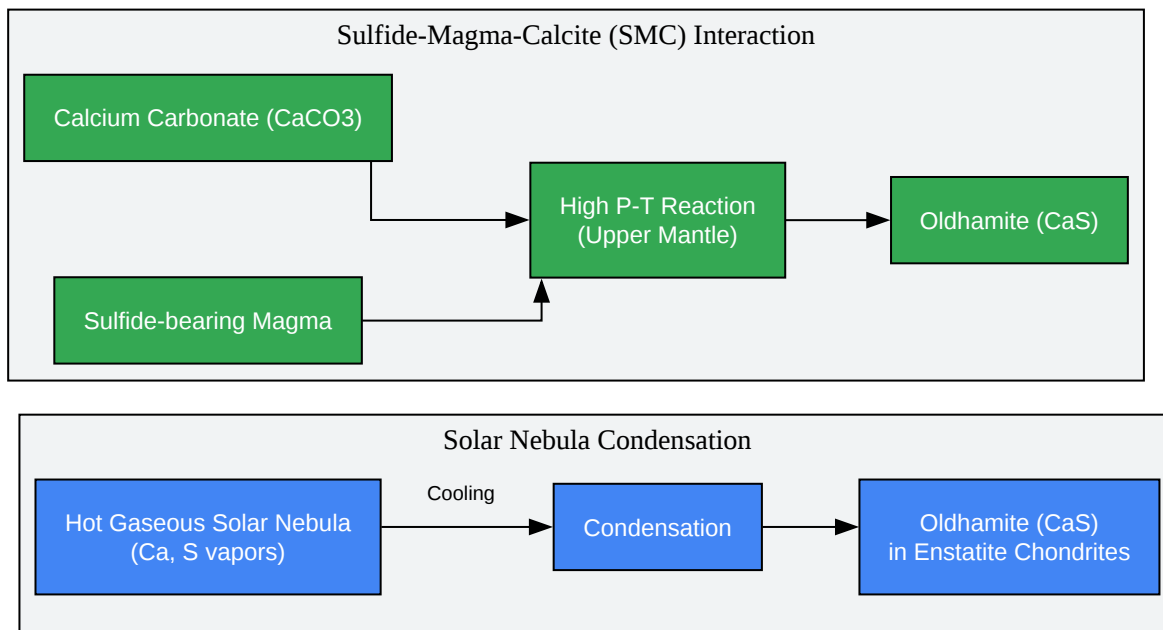 Sulfide-Magma-Calcite (SMC) Interaction
Calcium Carbonate (CaCO3)
High P-T Reaction
(Upper Mantle)
Oldhamite (CaS)
Sulfide-bearing Magma
Solar Nebula Condensation
Hot Gaseous Solar Nebula
(Ca, S vapors)
Cooling
Condensation
Oldhamite (CaS)
in Enstatite Chondrites